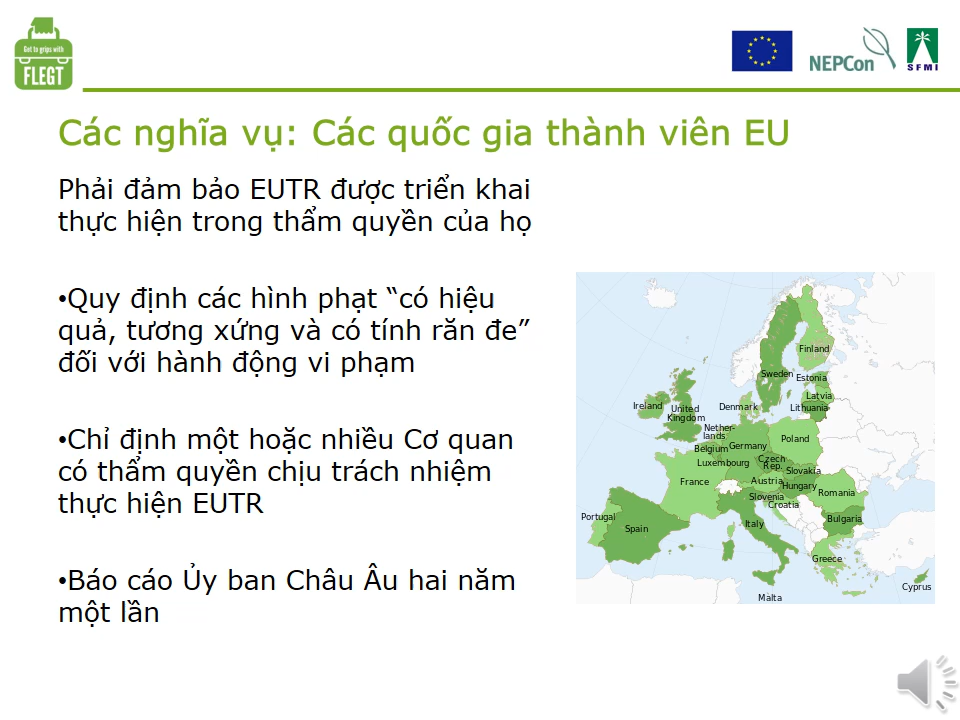 Get to grips with
FLEGT
NEPCon
SFMI
Các nghĩa vụ: Các quốc gia thành viên EU
Phải đảm bảo EUTR được triển khai
thực hiện trong thẩm quyền của họ
•Quy định các hình phạt “có hiệu
quả, tương xứng và có tính răn đe”
đối với hành động vi phạm
•Chỉ định một hoặc nhiều Cơ quan
có thẩm quyền chịu trách nhiệm
thực hiện EUTR
•Báo cáo Ủy ban Châu Âu hai năm
một lần
Finland
Sweden
Estonia
Latvia
Lithuania
Ireland
United
Kingdom
Denmark
Nether-
lands
Belgium
Germany
Poland
Luxembourg
Czech
Rep.
Slovakia
France
Austria
Hungary
Romania
Slovenia
Croatia
Portugal
Spain
Italy
Bulgaria
Greece
Cyprus
Malta